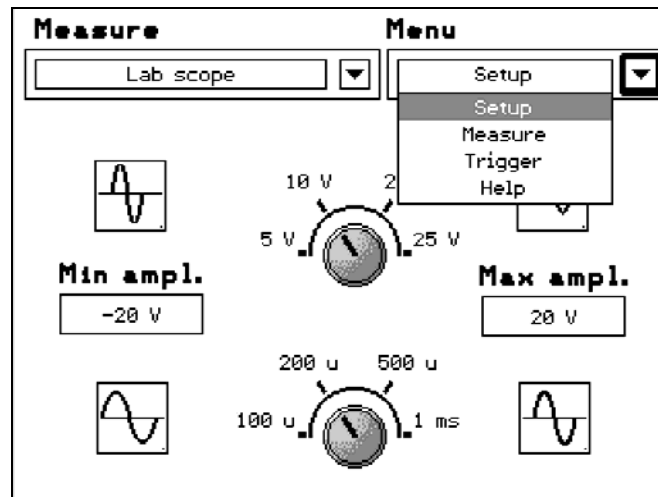 Measure Menu
Lab scope Setup
Setup
Measure
Trigger
Help
10 V 2
5 V 25 V
Min ampl. Max ampl.
-20 V 20 V
200 u 500 u
100 u 1 ms